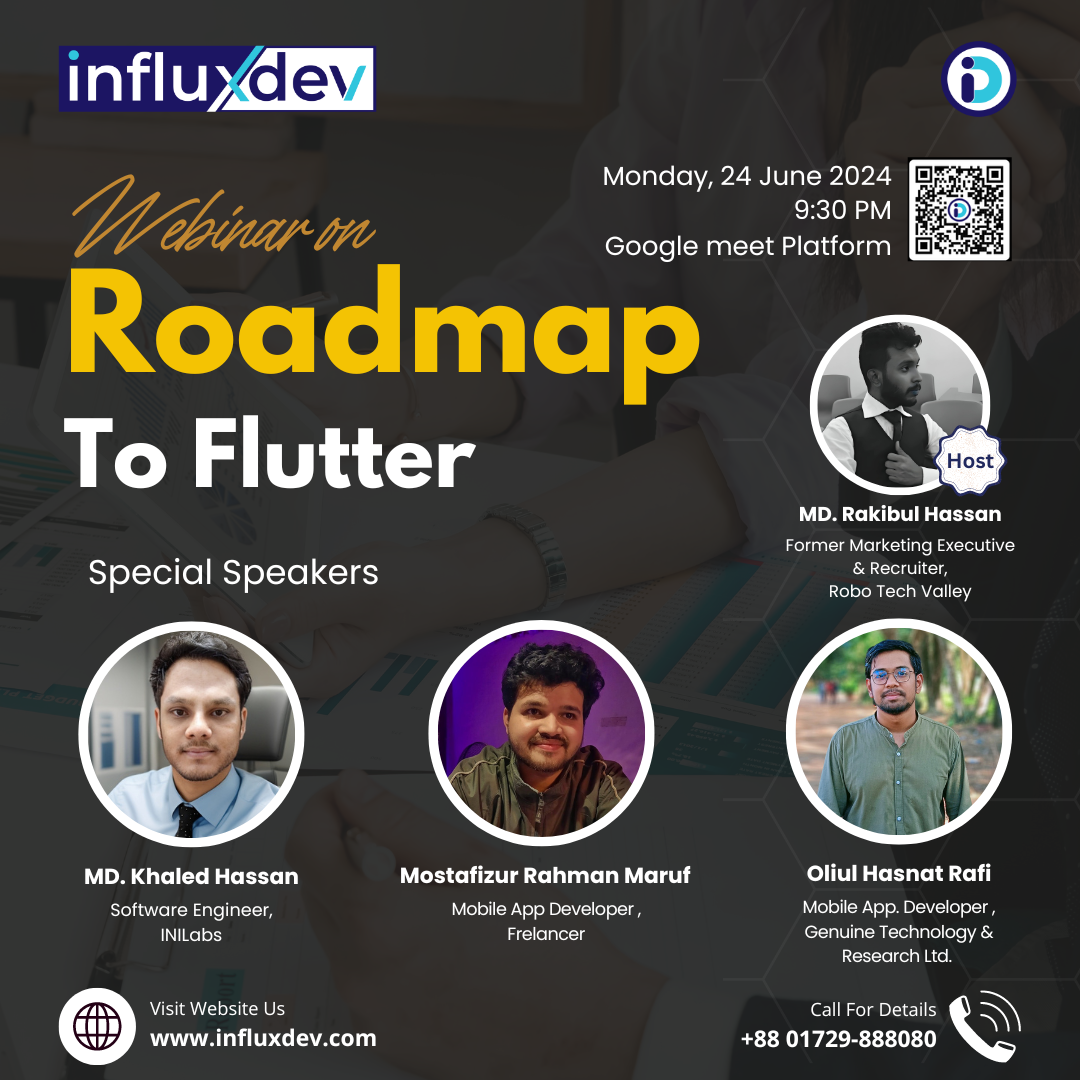 influxdev
Monday, 24 June 2024
9:30 PM
Google meet Platform
Webinar on
Roadmap
To Flutter
Host
MD. Rakibul Hassan
Former Marketing Executive
& Recruiter,
Robo Tech Valley
Special Speakers
MD. Khaled Hassan
Software Engineer,
INILabs
Mostafizur Rahman Maruf
Mobile App Developer ,
Frelancer
Oliul Hasnat Rafi
Mobile App. Developer ,
Genuine Technology &
Research Ltd.
Visit Website Us
www.influxdev.com
Call For Details
+88 01729-888080